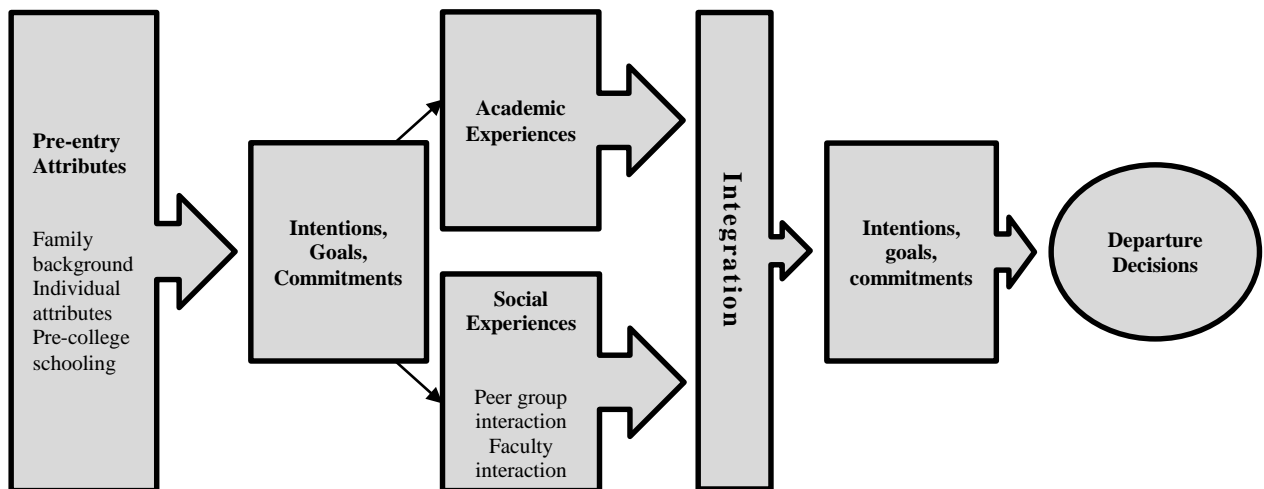 Pre-entry
Attributes
Family
background
Individual
attributes
Pre-college
schooling
Intentions,
Goals,
Commitments
Academic
Experiences
Social
Experiences
Peer group
interaction
Faculty
interaction
Integration
Intentions,
goals,
commitments
Departure
Decisions